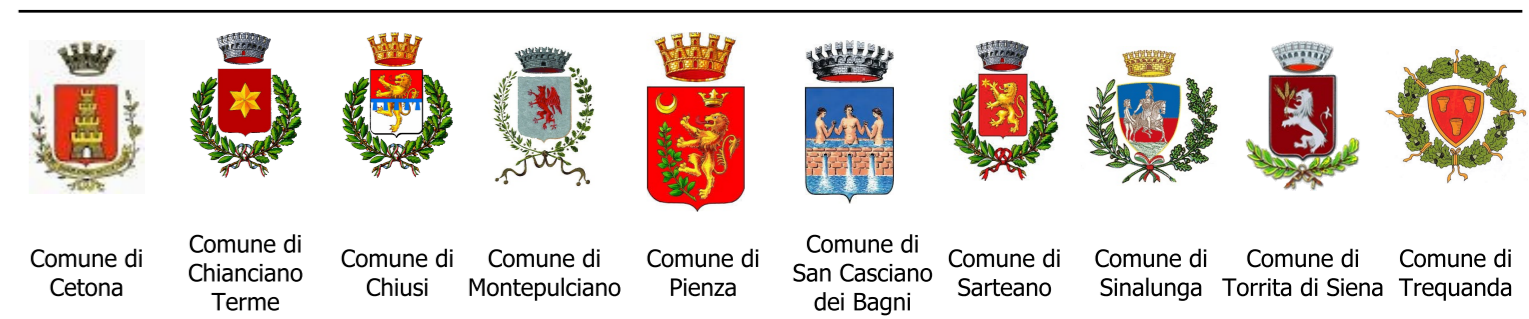 Comune di
Cetona
Comune di
Chianciano
Terme
Comune di
Chiusi
Comune di
Montepulciano
Comune di
Pienza
Comune di
San Casciano
dei Bagni
Comune di
Sarteano
Comune di
Sinalunga
Comune di
Torrita di Siena
Comune di
Trequanda